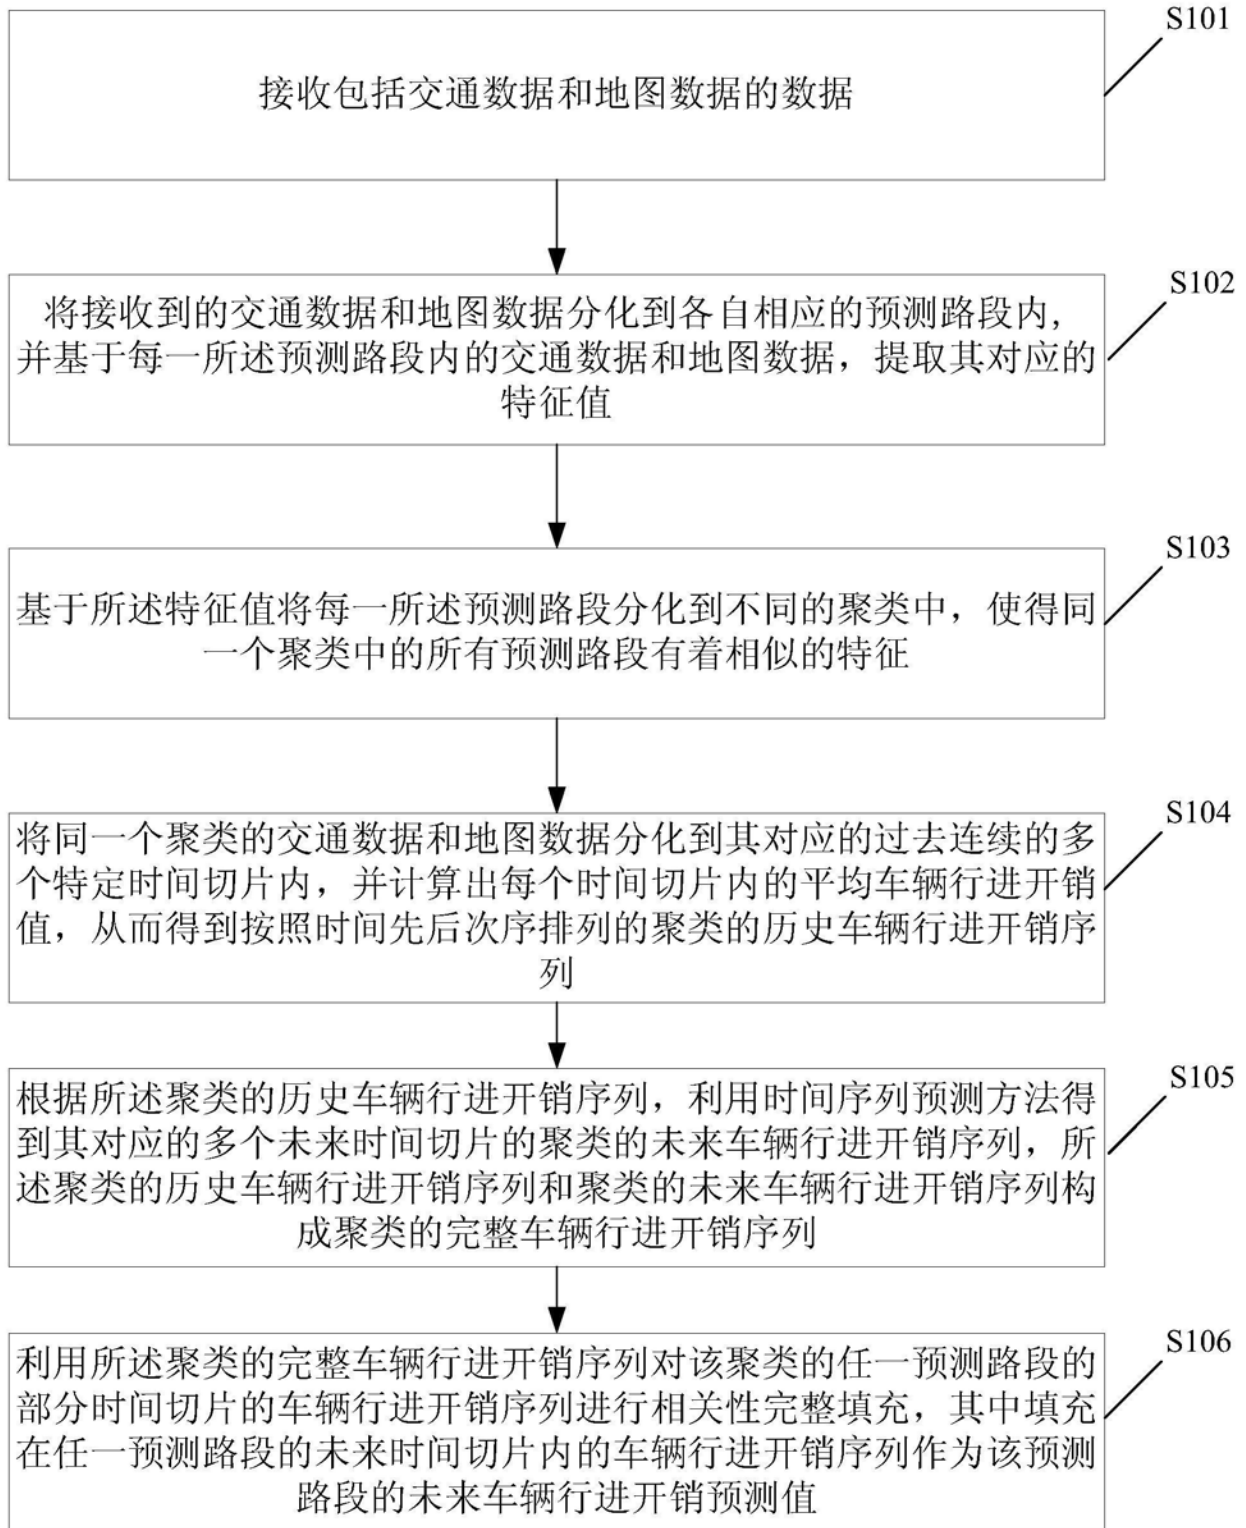 S101
接收包括交通数据和地图数据的数据
S102
将接收到的交通数据和地图数据分化到各自相应的预测路段内，
并基于每一所述预测路段内的交通数据和地图数据，提取其对应的
特征值
S103
基于所述特征值将每一所述预测路段分化到不同的聚类中，使得同
一个聚类中的所有预测路段有着相似的特征
S104
将同一个聚类的交通数据和地图数据分化到其对应的过去连续的多
个特定时间切片内，并计算出每个时间切片内的平均车辆行进开销
值，从而得到按照时间先后次序排列的聚类的历史车辆行进开销序
列
S105
根据所述聚类的历史车辆行进开销序列，利用时间序列预测方法得
到其对应的多个未来时间切片的聚类的未来车辆行进开销序列，所
述聚类的历史车辆行进开销序列和聚类的未来车辆行进开销序列构
成聚类的完整车辆行进开销序列
S106
利用所述聚类的完整车辆行进开销序列对该聚类的任一预测路段的
部分时间切片的车辆行进开销序列进行相关性完整填充，其中填充
在任一预测路段的未来时间切片内的车辆行进开销序列作为该预测
路段的未来车辆行进开销预测值